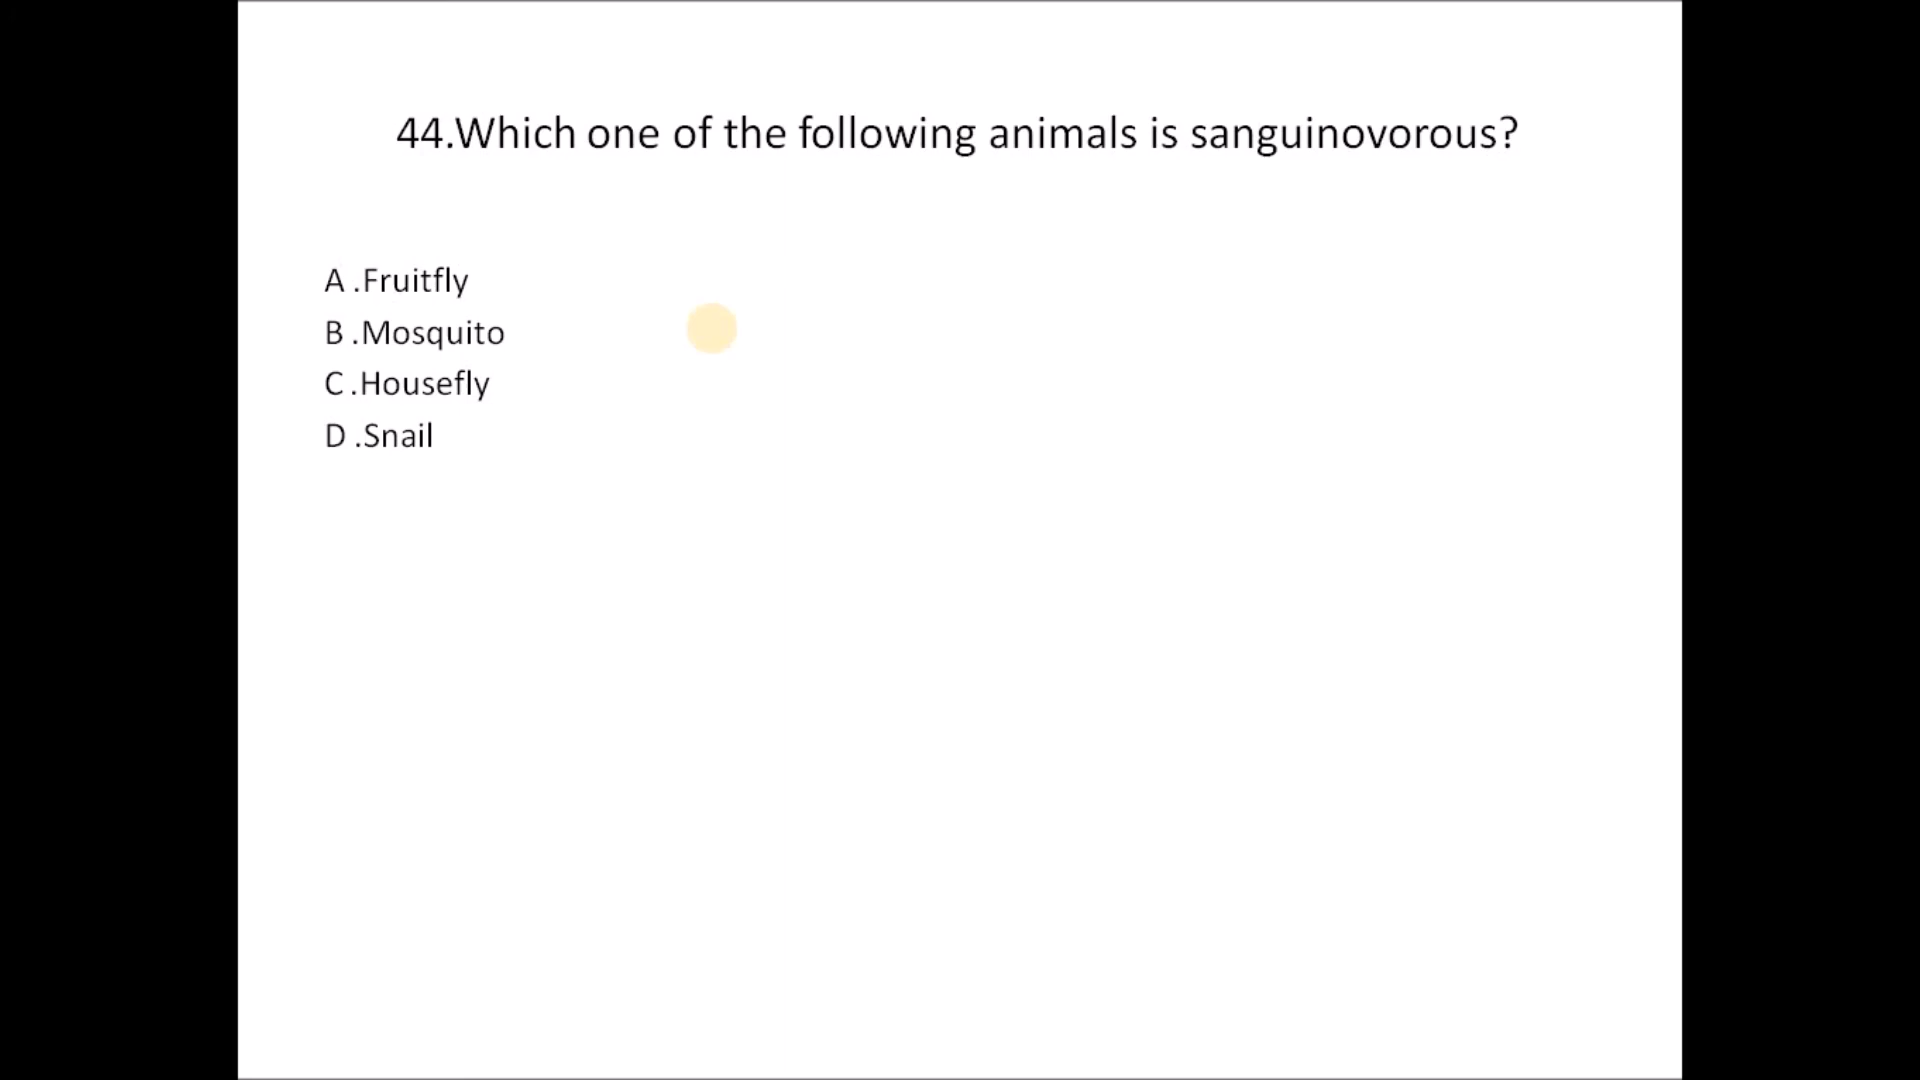 44.Which one of the following animals is sanguinovorous?
A .Fruitfly
B .Mosquito
C .Housefly
D .Snail